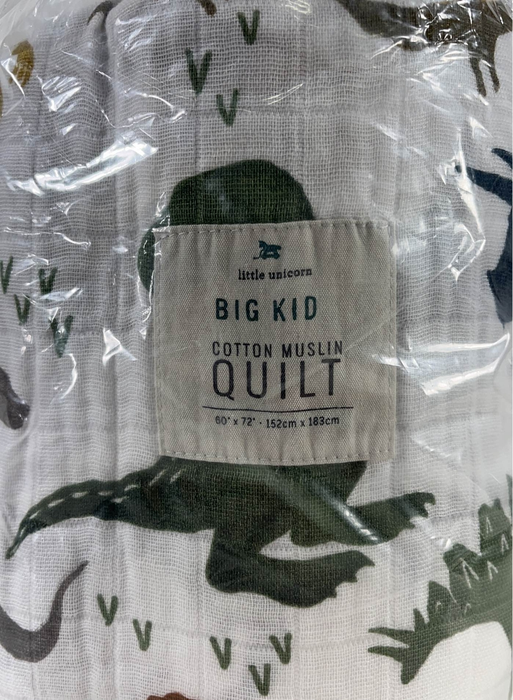 little unicorn
BIG KID
COTTON MUSLIN
QUILT
60" x 72" · 152cm x 183cm